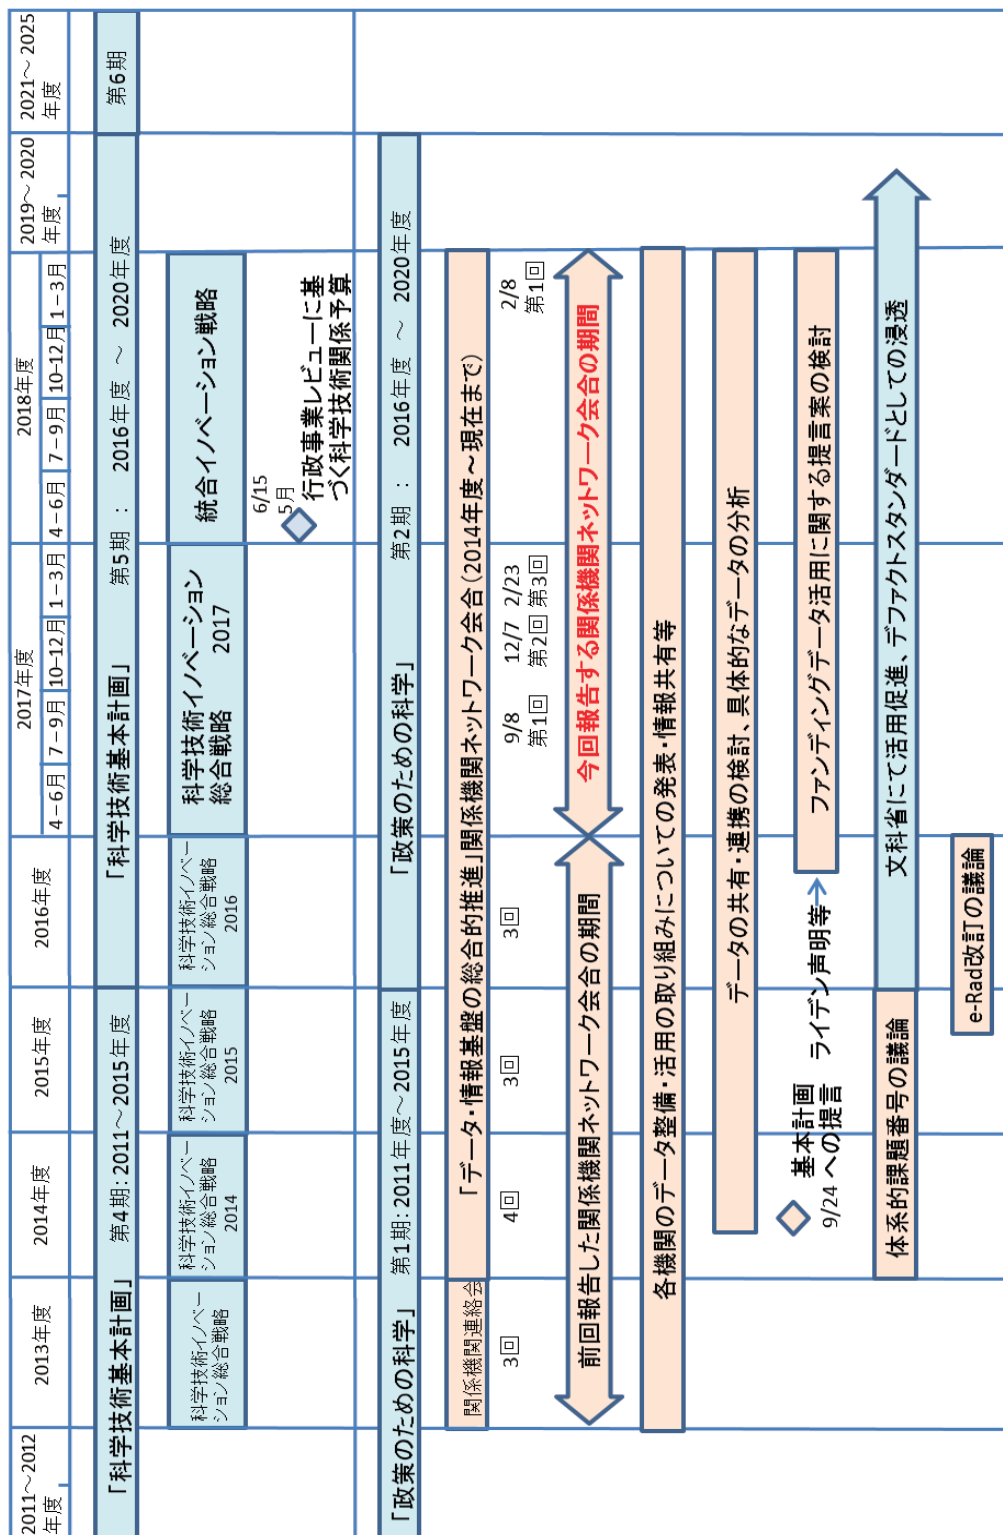 2011～2012
年度
2013年度
2014年度
2015年度
2016年度
2017年度
2018年度
2019～2020
年度
2021～2025
年度
4－6月
7－9月
10-12月
1－3月
4－6月
7－9月
10-12月
1－3月
「科学技術基本計画」 第4期：2011～2015年度
「科学技術基本計画」 第5期： 2016年度 ～ 2020年度
第6期
科学技術イノベー
ション総合戦略
科学技術イノベー
ション総合戦略
2014
科学技術イノベー
ション総合戦略
2015
科学技術イノベー
ション総合戦略
2016
科学技術イノベーション
総合戦略 2017
統合イノベーション戦略
6/15
5月
行政事業レビューに基
づく科学技術関係予算
「政策のための科学」 第1期：2011年度～2015年度
「政策のための科学」 第2期： 2016年度 ～ 2020年度
関係機関連絡会
「データ・情報基盤の総合的推進」関係機関ネットワーク会合（2014年度～現在まで）
3回
4回
3回
3回
9/8
第1回
12/7
第2回
2/23
第3回
2/8
第1回
前回報告した関係機関ネットワーク会合の期間
今回報告する関係機関ネットワーク会合の期間
各機関のデータ整備・活用の取り組みについての発表・情報共有等
データの共有・連携の検討、具体的なデータの分析
基本計画
9/24 への提言
ライデン声明等
ファンディングデータ活用に関する提言案の検討
体系的課題番号の議論
文科省にて活用促進、デファクトスタンダードとしての浸透
e-Rad改訂の議論